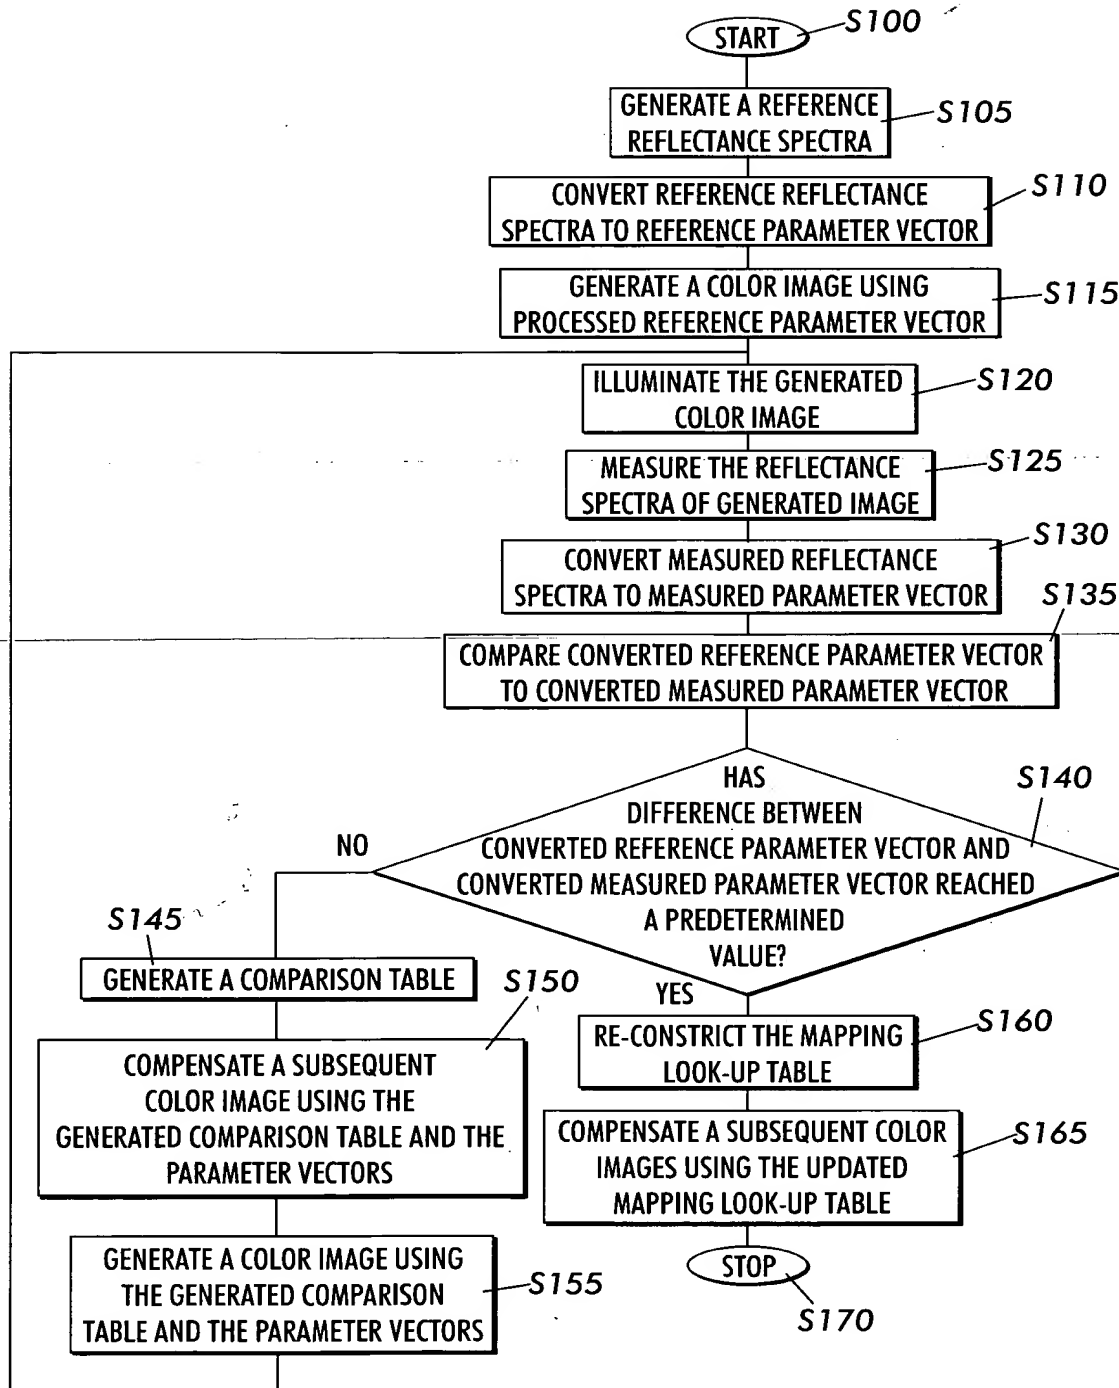 START
S100
GENERATE A REFERENCE
REFLECTANCE SPECTRA
S105
CONVERT REFERENCE REFLECTANCE
SPECTRA TO REFERENCE PARAMETER VECTOR
S110
GENERATE A COLOR IMAGE USING
PROCESSED REFERENCE PARAMETER VECTOR
S115
ILLUMINATE THE GENERATED
COLOR IMAGE
S120
MEASURE THE REFLECTANCE
SPECTRA OF GENERATED IMAGE
S125
CONVERT MEASURED REFLECTANCE
SPECTRA TO MEASURED PARAMETER VECTOR
S130
COMPARE CONVERTED REFERENCE PARAMETER VECTOR
TO CONVERTED MEASURED PARAMETER VECTOR
S135
HAS
DIFFERENCE BETWEEN
CONVERTED REFERENCE PARAMETER VECTOR AND
CONVERTED MEASURED PARAMETER VECTOR REACHED
A PREDETERMINED
VALUE?
S140
NO
S145
GENERATE A COMPARISON TABLE
S150
COMPENSATE A SUBSEQUENT
COLOR IMAGE USING THE
GENERATED COMPARISON TABLE AND THE
PARAMETER VECTORS
GENERATE A COLOR IMAGE USING
THE GENERATED COMPARISON
TABLE AND THE PARAMETER VECTORS
S155
YES
RE-CONSTRICT THE MAPPING
LOOK-UP TABLE
S160
COMPENSATE A SUBSEQUENT COLOR
IMAGES USING THE UPDATED
MAPPING LOOK-UP TABLE
S165
STOP
S170